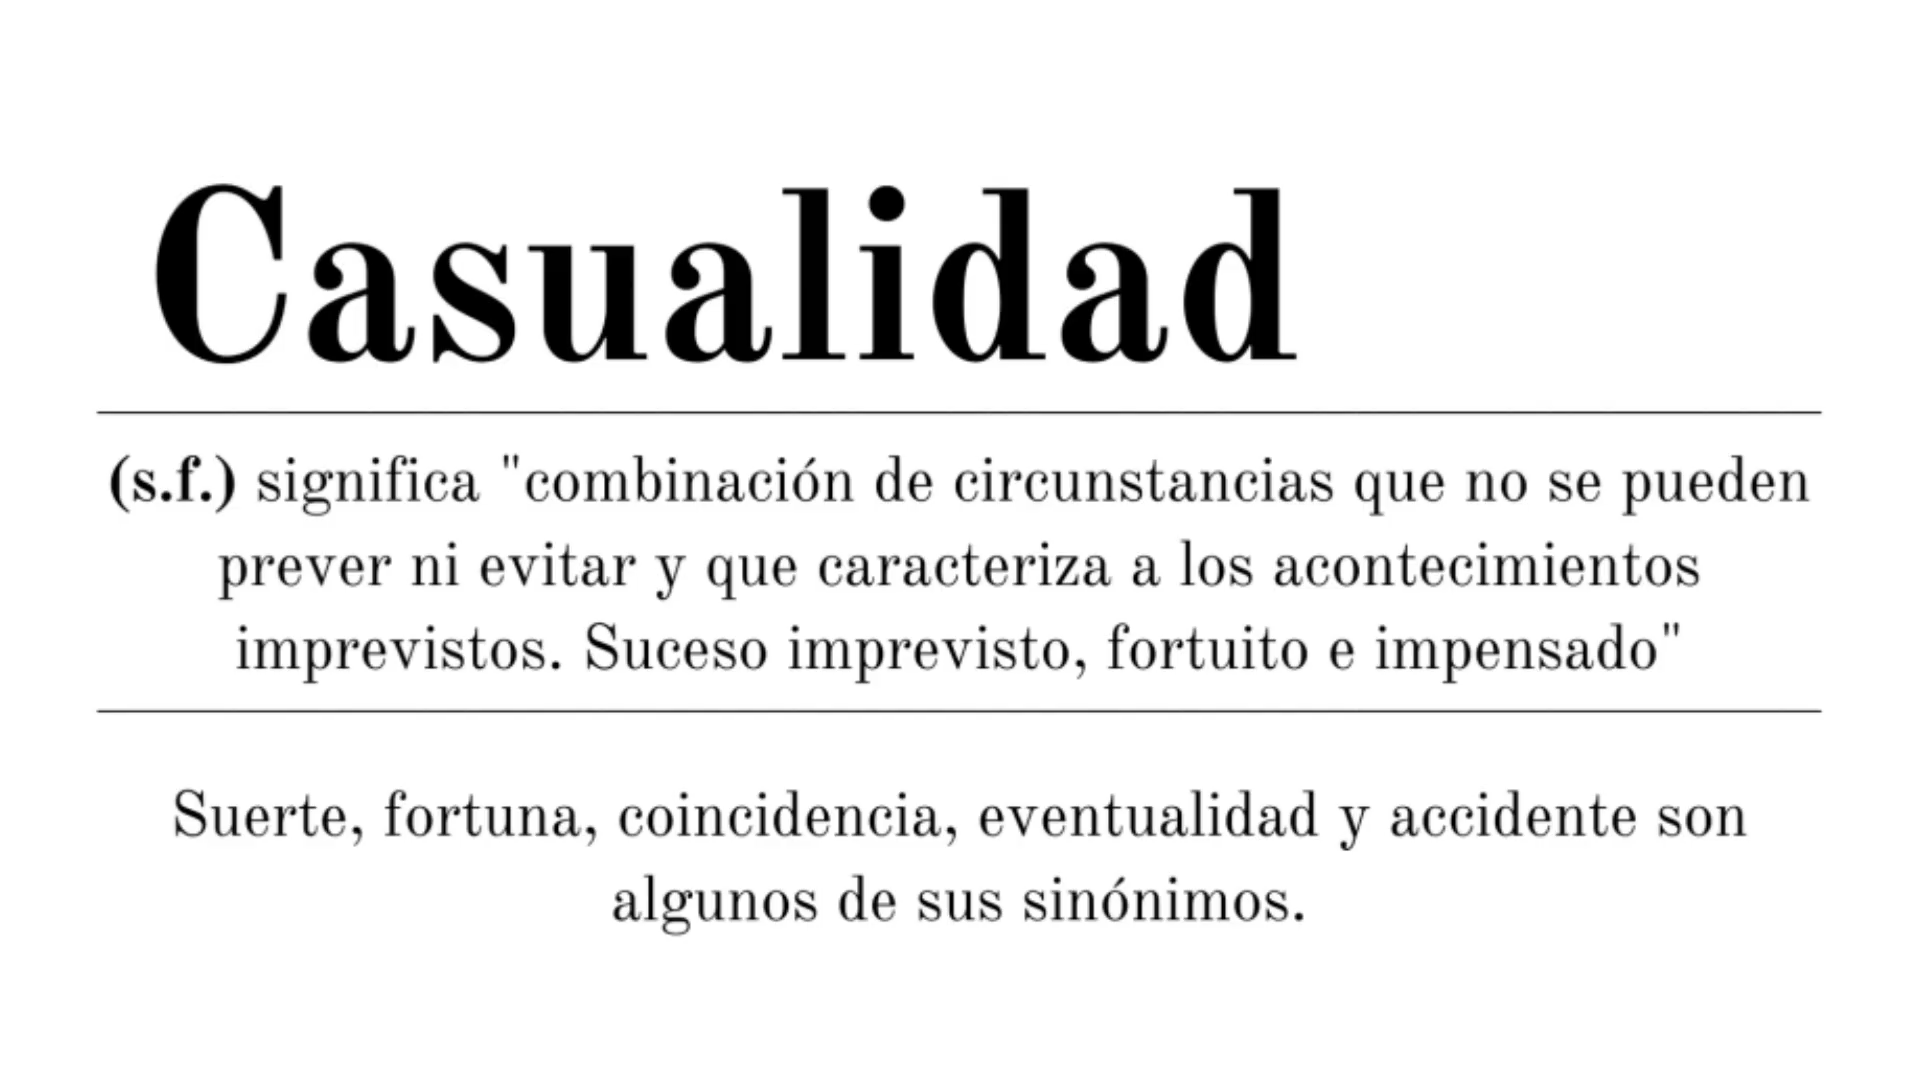 Casualidad
(s.f.) significa "combinación de circunstancias que no se pueden
prever ni evitar y que caracteriza a los acontecimientos
imprevistos. Suceso imprevisto, fortuito e impensado"
Suerte, fortuna, coincidencia, eventualidad y accidente son
algunos de sus sinónimos.